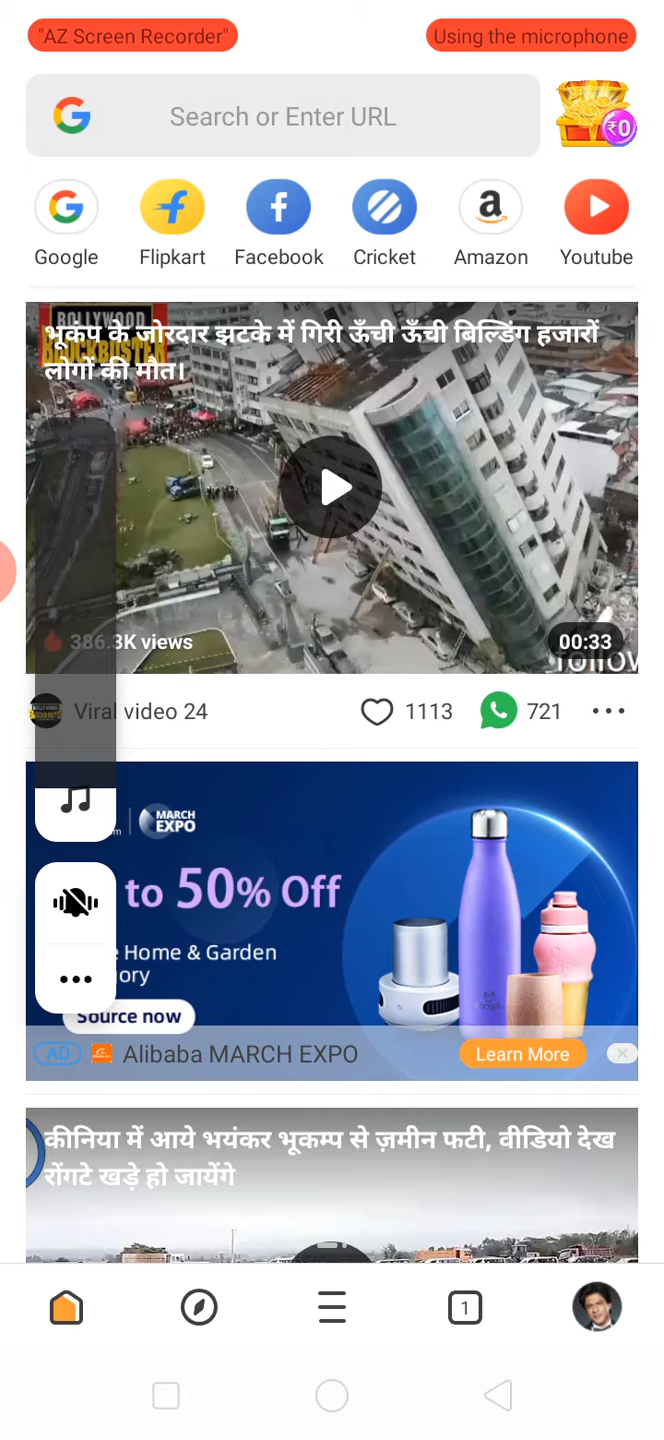 "AZ Screen Recorder"
Using the microphone
Search or Enter URL
₹0
Google
Flipkart
Facebook
Cricket
Amazon
Youtube
BOLLYWOOD
BLOCKBUSTER
भूकंप के जोरदार झटके में गिरी ऊँची ऊँची बिल्डिंग हजारों
लोगों की मौत।
386.3K views
00:33
follow
Viral video 24
1113
721
MARCH
EXPO
to 50% Off
Home & Garden
Source now
AD
Alibaba MARCH EXPO
Learn More
कीनिया में आये भयंकर भूकम्प से ज़मीन फटी, वीडियो देख
रोंगटे खड़े हो जायेंगे
1